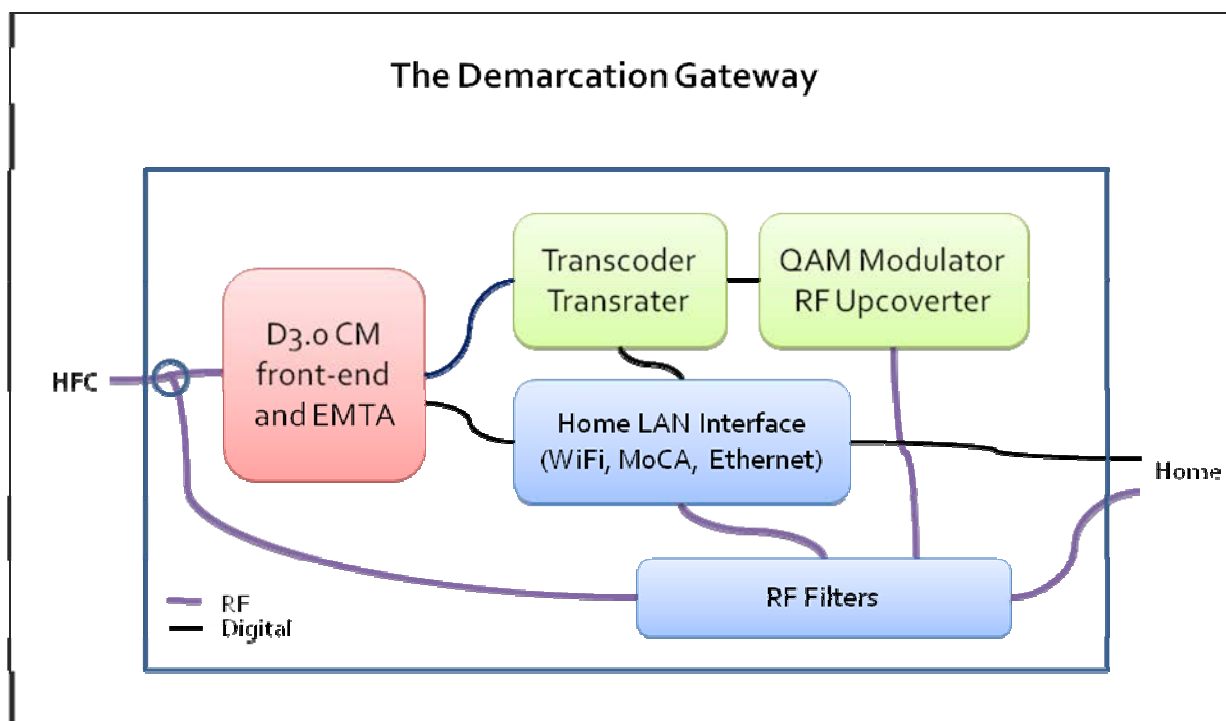 The Demarcation Gateway
Transcoder
Transrater
QAM Modulator
RF Upcoverter
D3.0 CM
front-end
and EMTA
HFC
Home LAN Interface
(WiFi, MoCA, Ethernet)
Home
RF Filters
RF
Digital